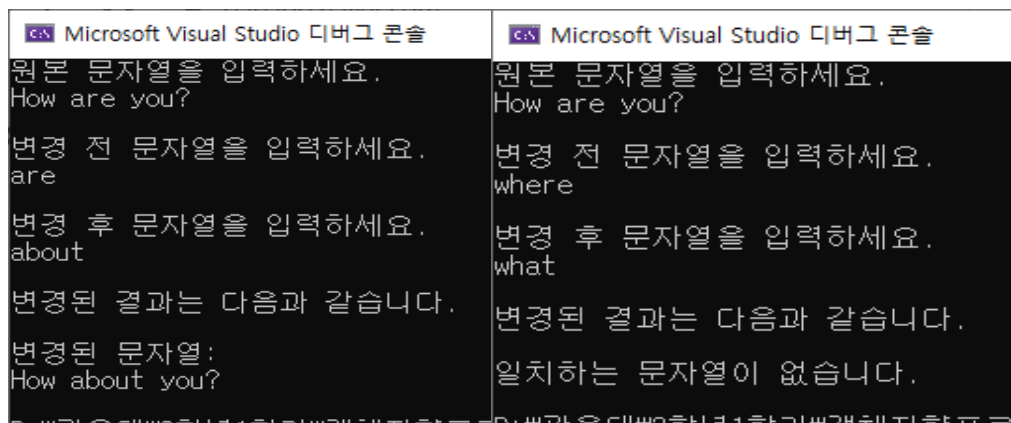 Microsoft Visual Studio 디버그 콘솔
원본 문자열을 입력하세요.
How are you?
변경 전 문자열을 입력하세요.
are
변경 후 문자열을 입력하세요.
about
변경된 결과는 다음과 같습니다.
변경된 문자열:
How about you?
Microsoft Visual Studio 디버그 콘솔
원본 문자열을 입력하세요.
How are you?
변경 전 문자열을 입력하세요.
where
변경 후 문자열을 입력하세요.
what
변경된 결과는 다음과 같습니다.
일치하는 문자열이 없습니다.